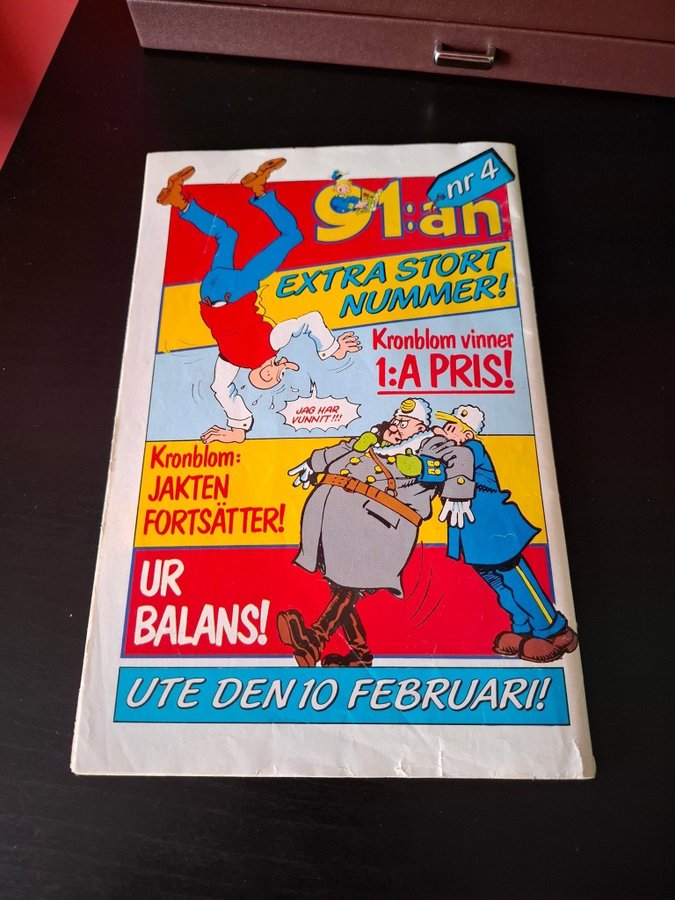 nr 4
91:an
EXTRA STORT
NUMMER!
Kronblom vinner
1:A PRIS!
JAG HAR
VUNNIT!!!
Kronblom:
JAKTEN
FORTSÄTTER!
UR
BALANS!
UTE DEN 10 FEBRUARI!